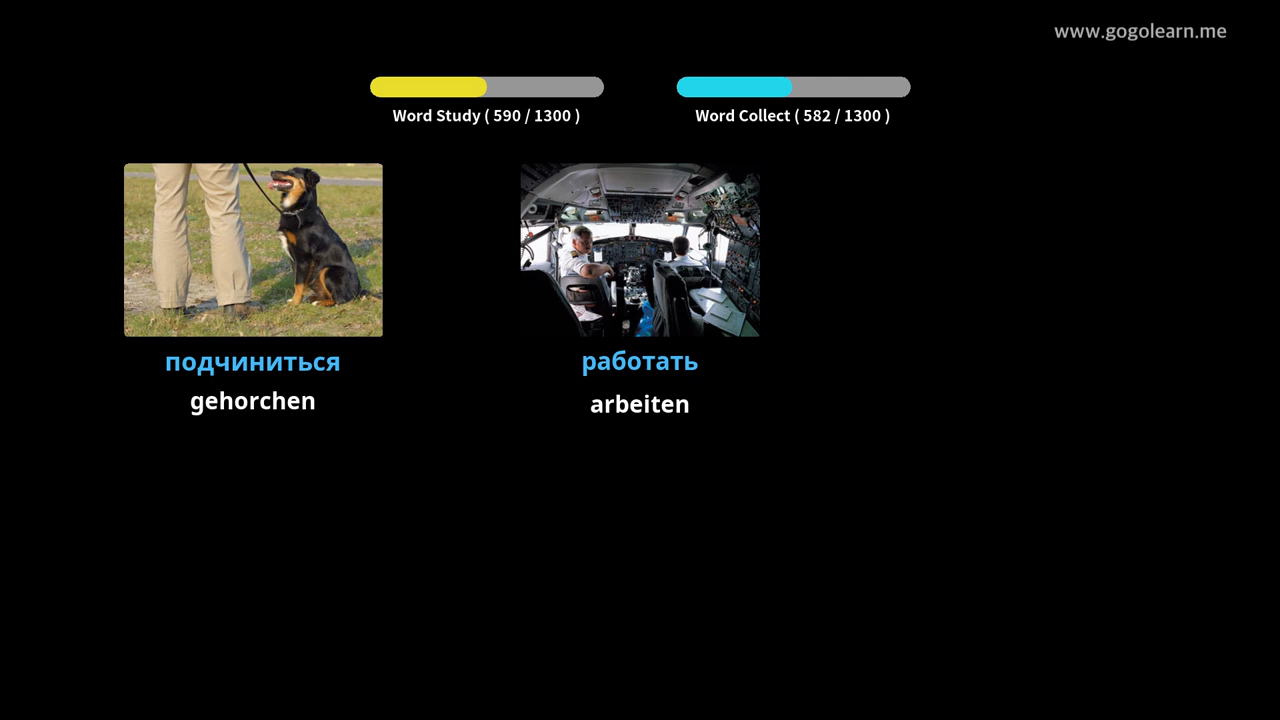 www.gogolearn.me
Word Study ( 590 / 1300 )
Word Collect ( 582 / 1300 )
подчиниться
работать
gehorchen
arbeiten